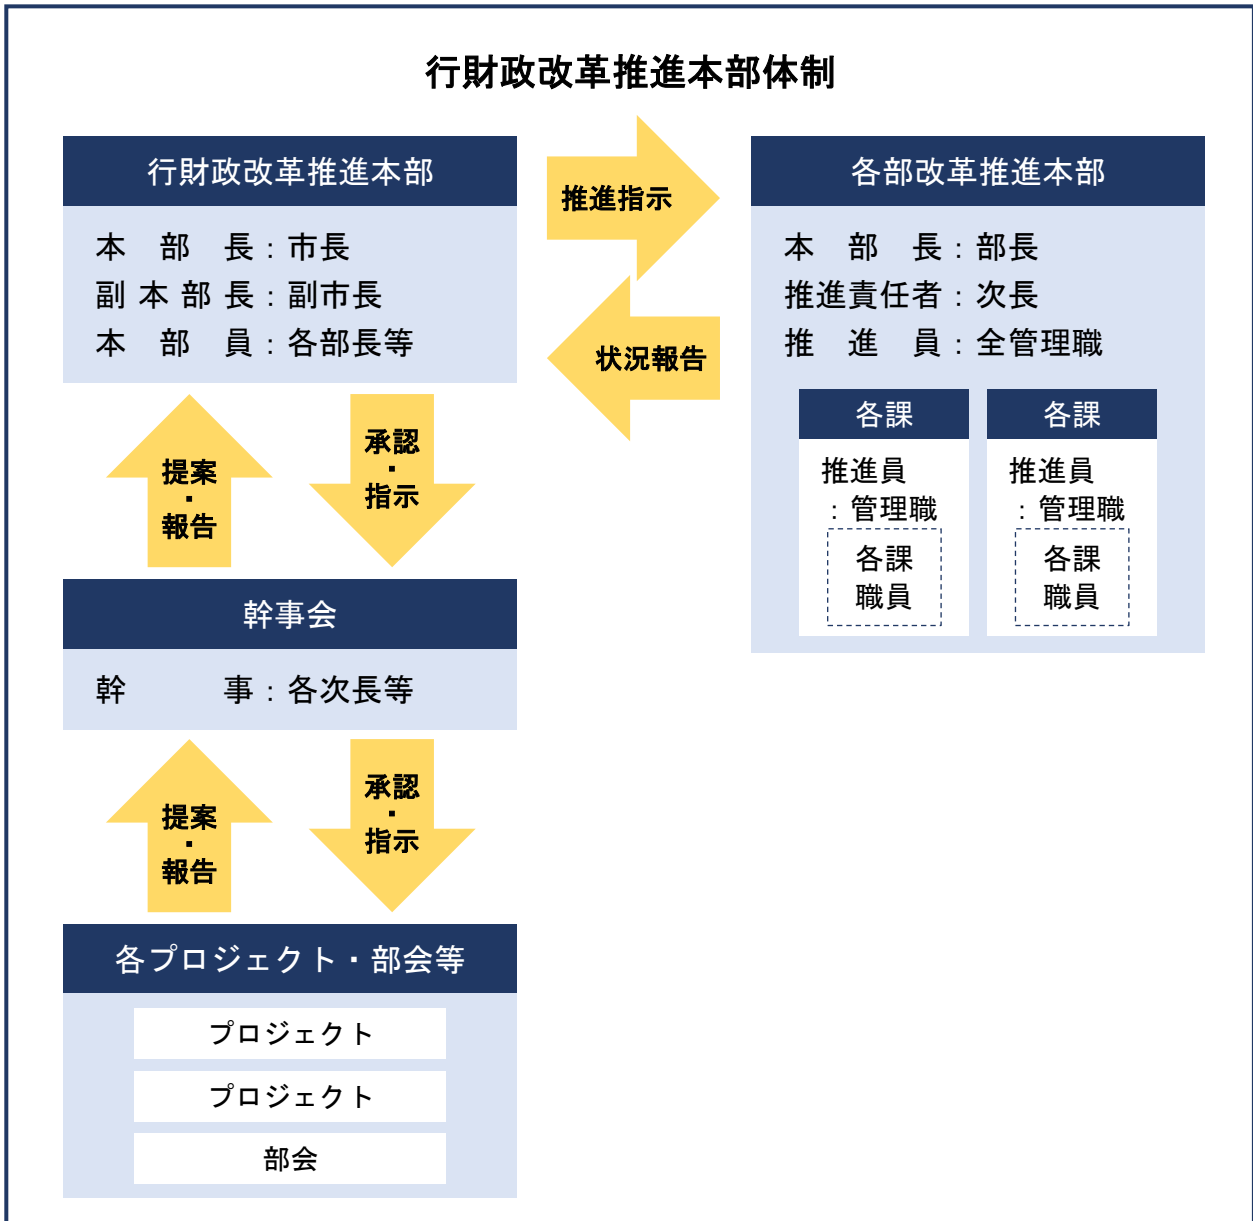 行財政改革推進本部体制
行財政改革推進本部
本部長：市長
副本部長：副市長
本部員：各部長等
推進指示
状況報告
各部改革推進本部
本部長：部長
推進責任者：次長
推進員：全管理職
各課
推進員
：管理職
各課
職員
各課
推進員
：管理職
各課
職員
提案
・
報告
承認
・
指示
幹事会
幹事：各次長等
提案
・
報告
承認
・
指示
各プロジェクト・部会等
プロジェクト
プロジェクト
部会